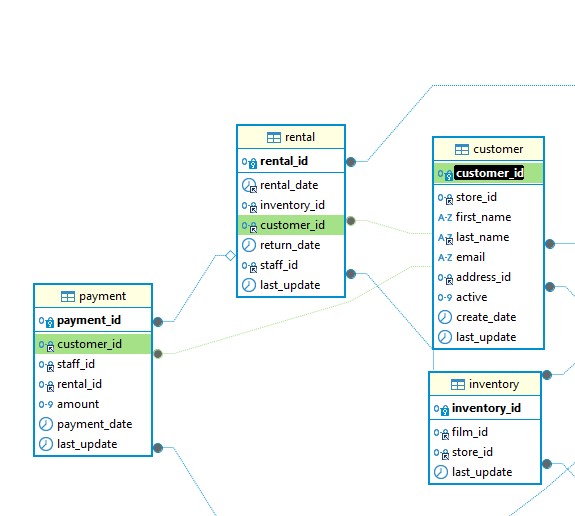 rental
rental_id
rental_date
inventory_id
customer_id
return_date
staff_id
last_update
customer
customer_id
store_id
first_name
last_name
email
address_id
active
create_date
last_update
payment
payment_id
customer_id
staff_id
rental_id
amount
payment_date
last_update
inventory
inventory_id
film_id
store_id
last_update